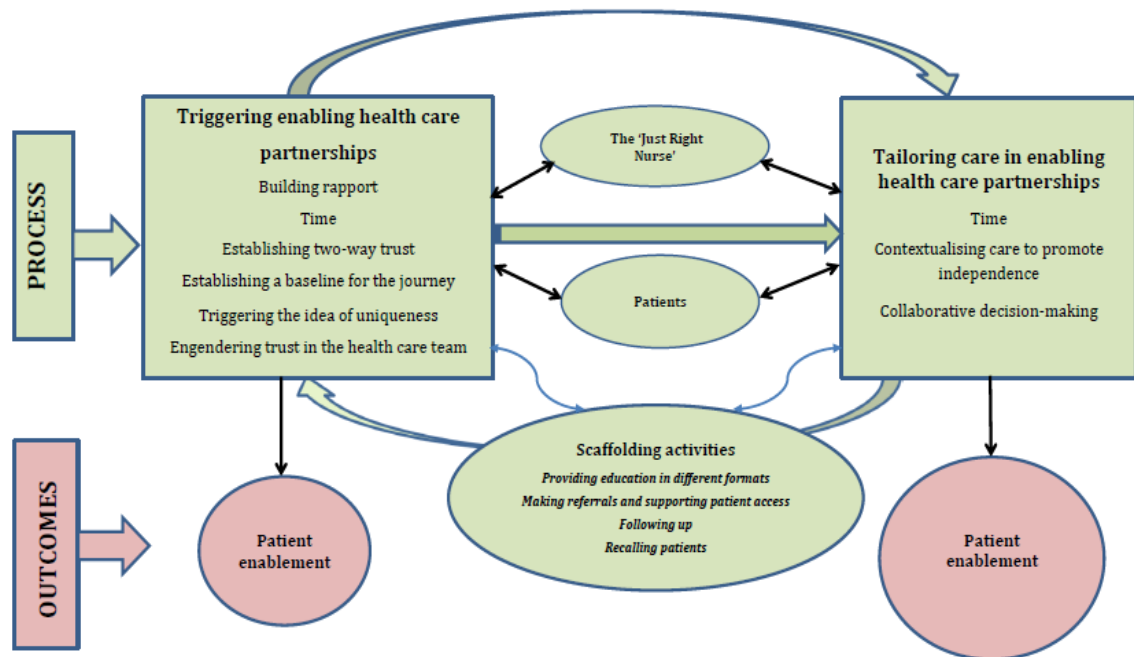 PROCESS
Triggering enabling health care
partnerships
Building rapport
Time
Establishing two-way trust
Establishing a baseline for the journey
Triggering the idea of uniqueness
Engendering trust in the health care team
The ‘Just Right
Nurse’
Patients
Tailoring care in enabling
health care partnerships
Time
Contextualising care to promote
independence
Collaborative decision-making
Scaffolding activities
Providing education in different formats
Making referrals and supporting patient access
Following up
Recalling patients
OUTCOMES
Patient
enablement
Patient
enablement